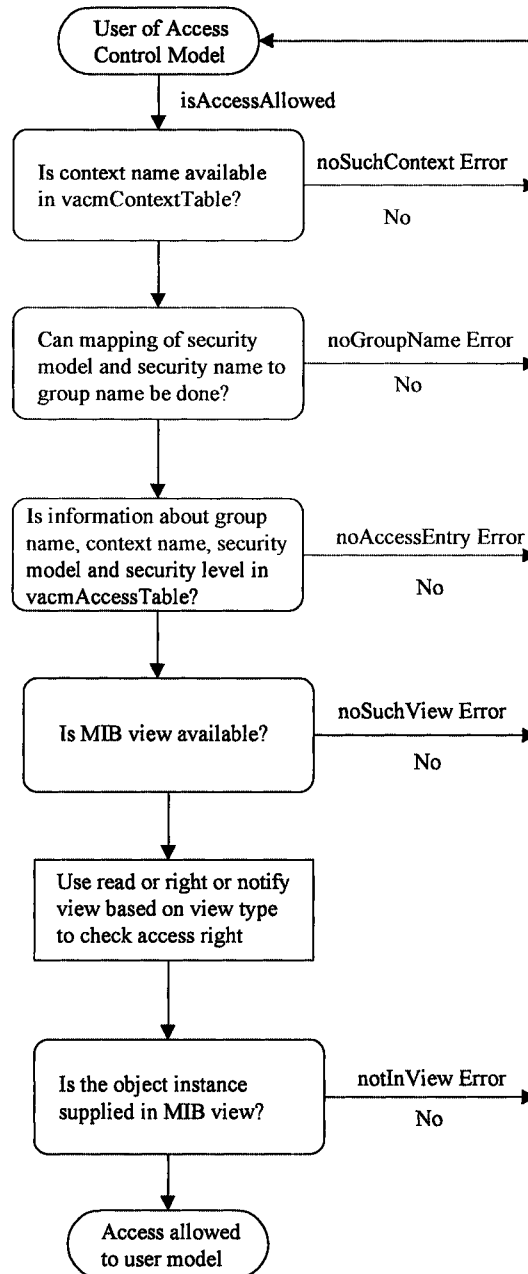 User of Access
Control Model
isAccessAllowed
Is context name available
in vacmContextTable?
noSuchContext Error
No
Can mapping of security
model and security name to
group name be done?
noGroupName Error
No
Is information about group
name, context name, security
model and security level in
vacmAccessTable?
noAccessEntry Error
No
Is MIB view available?
noSuchView Error
No
Use read or right or notify
view based on view type
to check access right
Is the object instance
supplied in MIB view?
notInView Error
No
Access allowed
to user model